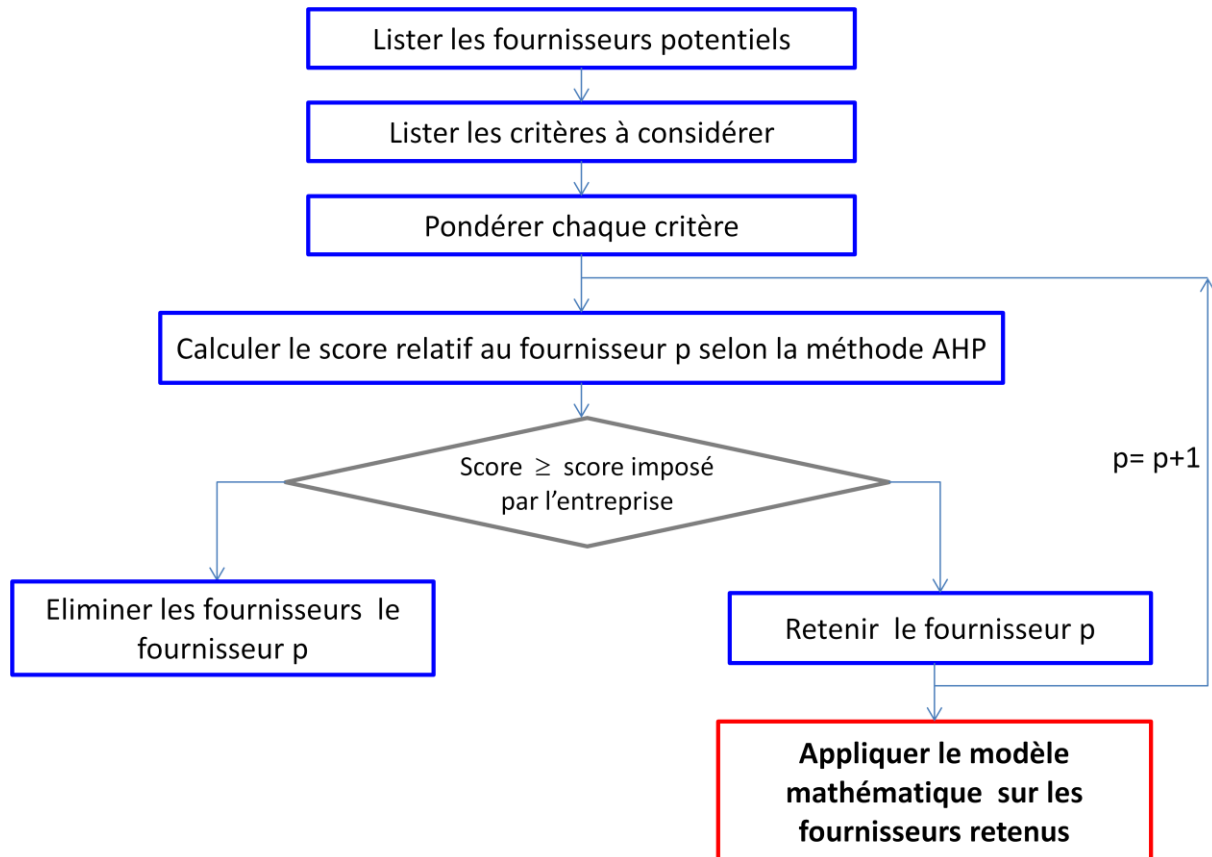 Lister les fournisseurs potentiels
Lister les critères à considérer
Pondérer chaque critère
Calculer le score relatif au fournisseur p selon la méthode AHP
Score ≥ score imposé
par l’entreprise
p= p+1
Eliminer les fournisseurs le
fournisseur p
Retenir le fournisseur p
Appliquer le modèle
mathématique sur les
fournisseurs retenus